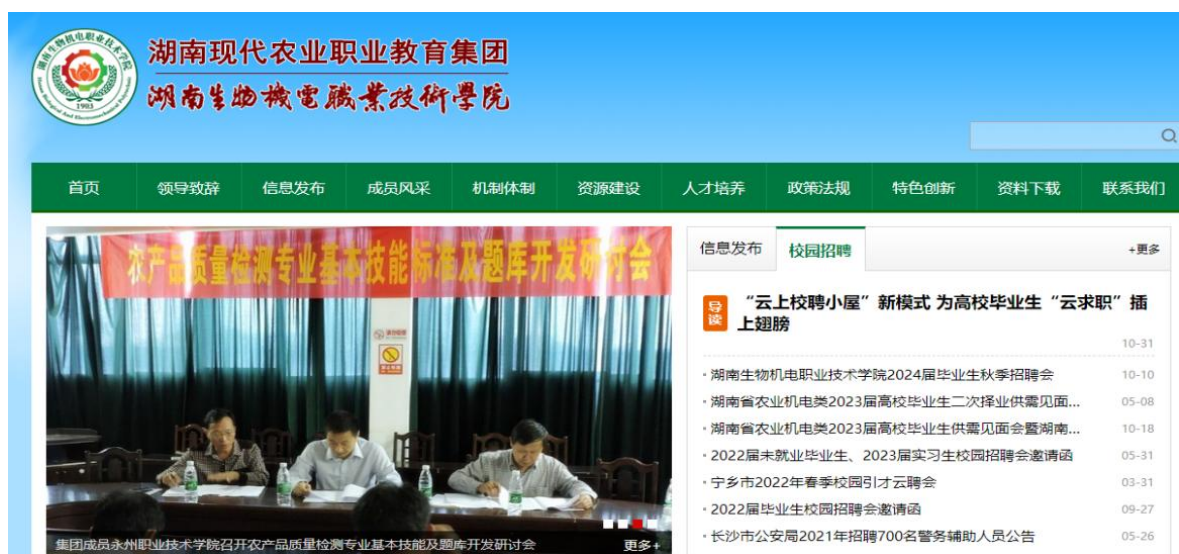 湖南现代农业职业教育集团
湖南生物機電職業技術學院
1903
首页 领导致辞 信息发布 成员风采 机制体制 资源建设 人才培养 政策法规 特色创新 资料下载 联系我们
农产品质量检测专业基本技能标准及题库开发研讨会
集团成员永州职业技术学院召开农产品质量检测专业基本技能及题库开发研讨会 更多+
信息发布 校园招聘 +更多
导读
“云上校聘小屋”新模式 为高校毕业生“云求职”插
上翅膀
10-31
湖南生物机电职业技术学院2024届毕业生秋季招聘会 10-10
湖南省农业机电类2023届高校毕业生二次择业供需见面... 05-08
湖南省农业机电类2023届高校毕业生供需见面会暨湖南... 10-18
2022届未就业毕业生、2023届实习生校园招聘会邀请函 05-31
宁乡市2022年春季校园引才云聘会 03-31
2022届毕业生校园招聘会邀请函 09-27
长沙市公安局2021年招聘700名警务辅助人员公告 05-26